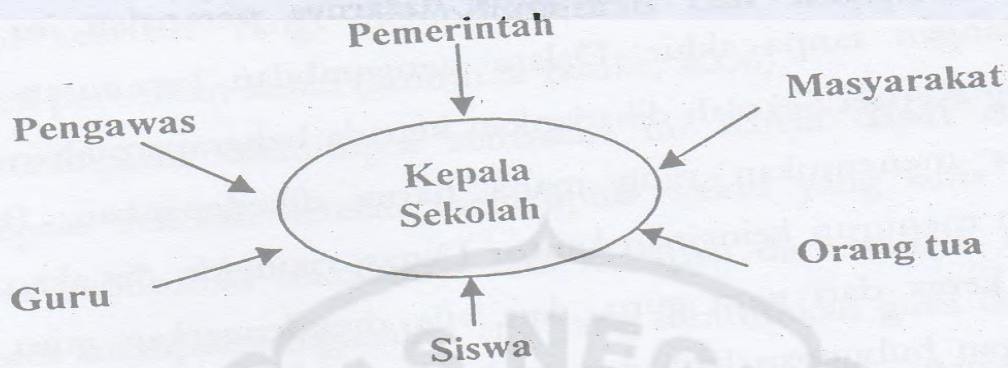 Pemerintah
Masyarakat
Pengawas
Kepala
Sekolah
Orang tua
Guru
Siswa